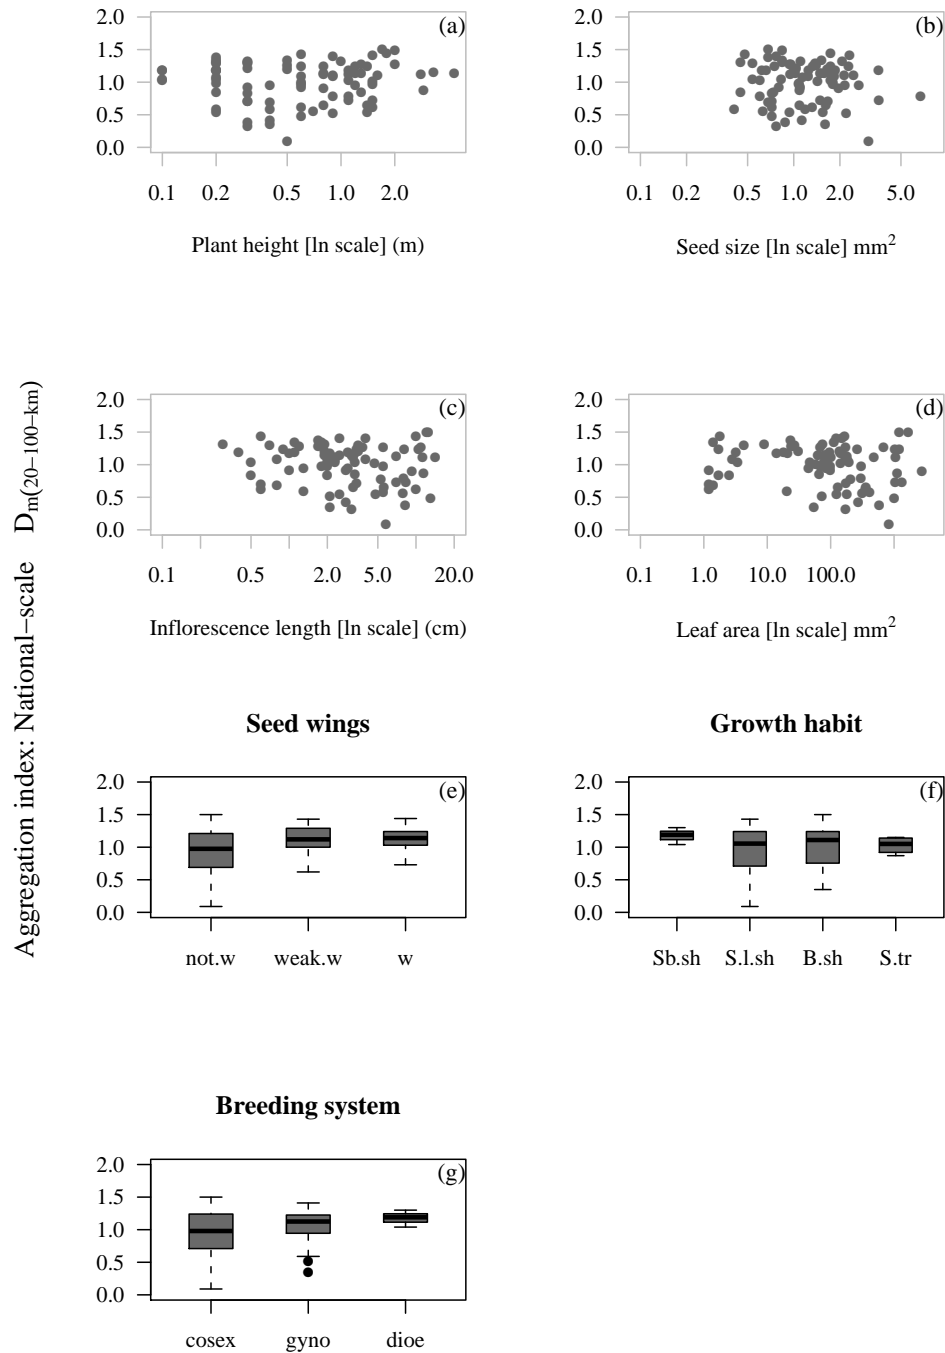 Aggregation index: National−scale D_m(20−100−km)
(a)
2.0
1.5
1.0
0.5
0.0
0.1 0.2 0.5 1.0 2.0
Plant height [ln scale] (m)
(b)
2.0
1.5
1.0
0.5
0.0
0.1 0.2 0.5 1.0 2.0 5.0
Seed size [ln scale] mm²
(c)
2.0
1.5
1.0
0.5
0.0
0.1 0.5 2.0 5.0 20.0
Inflorescence length [ln scale] (cm)
(d)
2.0
1.5
1.0
0.5
0.0
0.1 1.0 10.0 100.0
Leaf area [ln scale] mm²
Seed wings
(e)
2.0
1.5
1.0
0.5
0.0
not.w weak.w w
Growth habit
(f)
2.0
1.5
1.0
0.5
0.0
Sb.sh S.l.sh B.sh S.tr
Breeding system
(g)
2.0
1.5
1.0
0.5
0.0
cosex gyno dioe